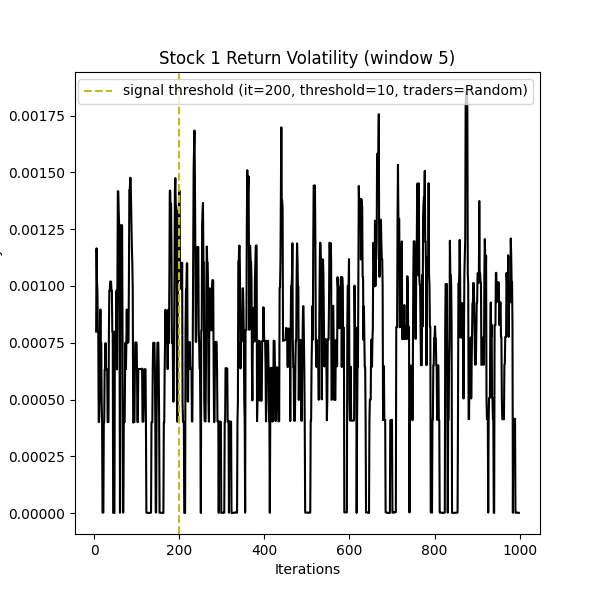 Stock 1 Return Volatility (window 5)
signal threshold (it=200, threshold=10, traders=Random)
0.00175
0.00150
0.00125
0.00100
0.00075
0.00050
0.00025
0.00000
0 200 400 600 800 1000
Iterations